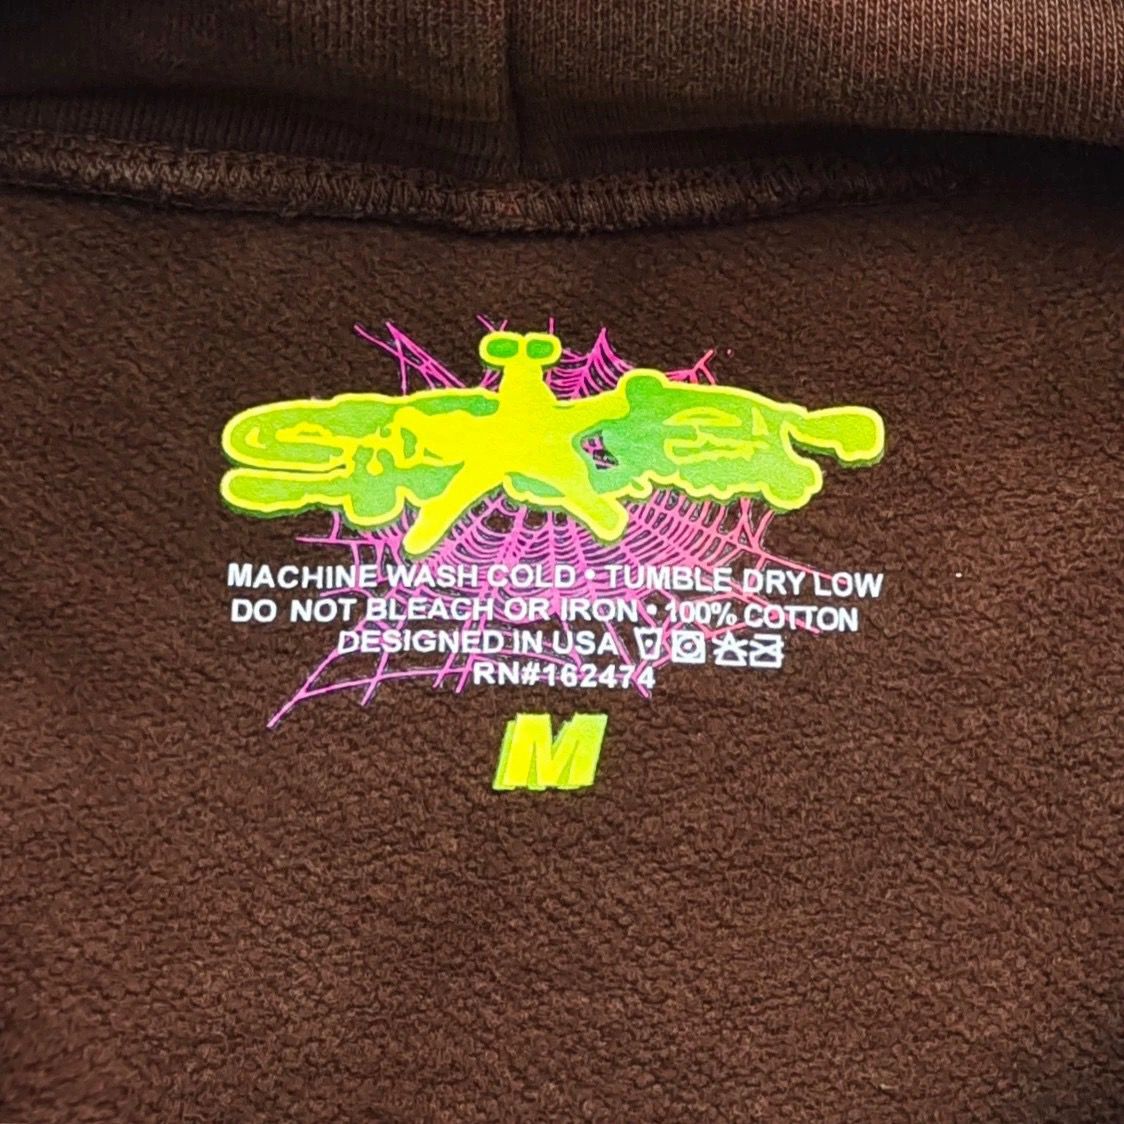 MACHINE WASH COLD • TUMBLE DRY LOW
DO NOT BLEACH OR IRON • 100% COTTON
DESIGNED IN USA
RN#162474
M